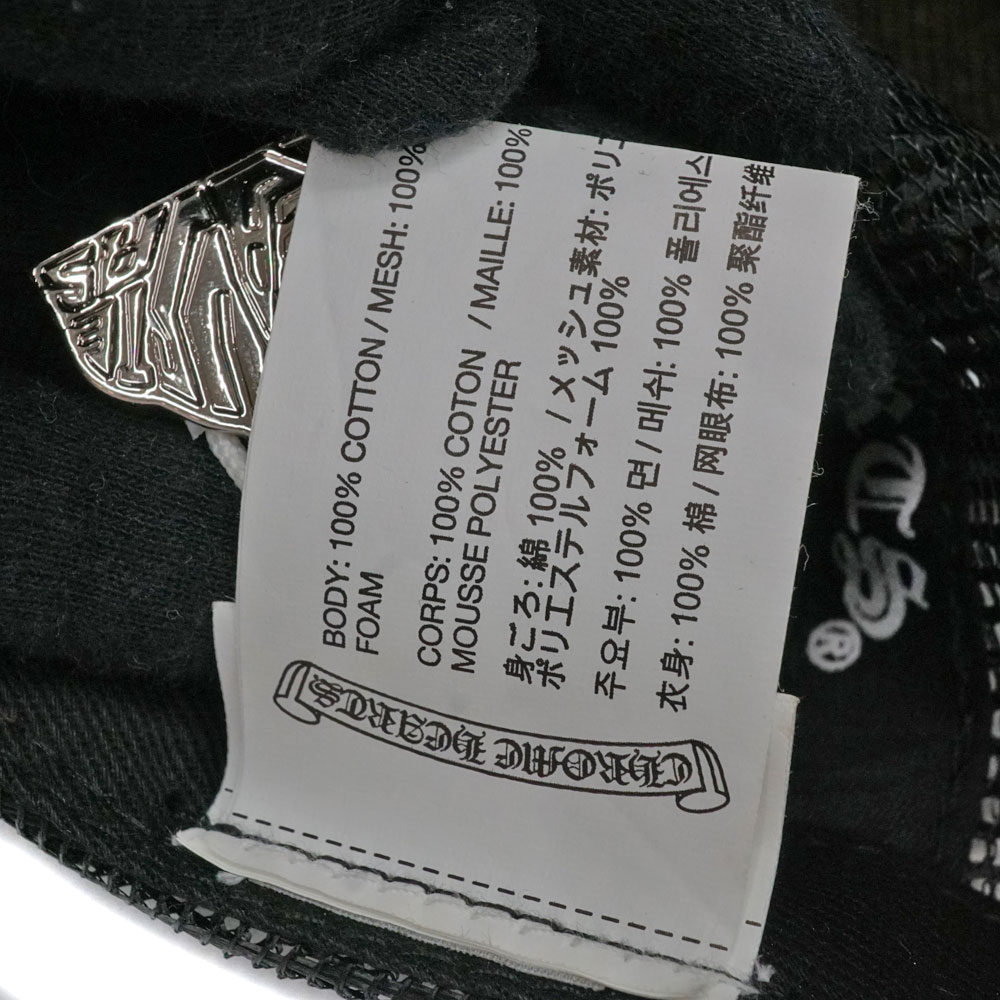 BODY: 100% COTTON / MESH: 100%
FOAM
CORPS: 100% COTON / MAILLE: 100%
MOUSSE POLYESTER
身ごろ: 綿 100% / メッシュ素材: ポリ
ポリエステルフォーム 100%
주요부: 100% 면 / 메쉬: 100% 폴리에스
衣身: 100% 棉 / 网眼布: 100% 聚酯纤维
CHROME HEARTS
®